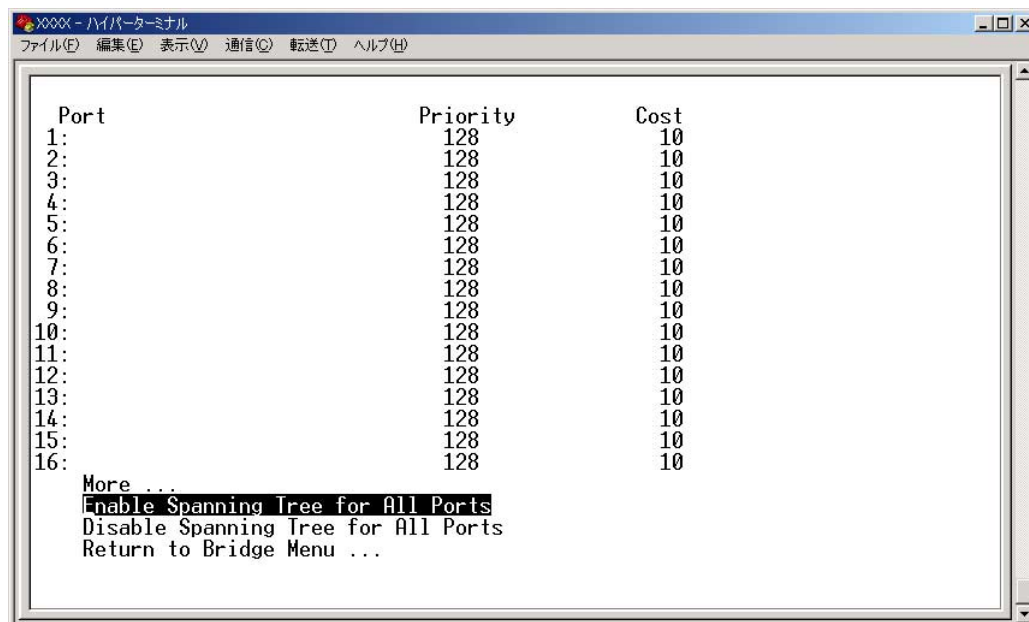 XXXX - ハイパーターミナル
ファイル(F) 編集(E) 表示(V) 通信(C) 転送(T) ヘルプ(H)
Port Priority Cost
1: 128 10
2: 128 10
3: 128 10
4: 128 10
5: 128 10
6: 128 10
7: 128 10
8: 128 10
9: 128 10
10: 128 10
11: 128 10
12: 128 10
13: 128 10
14: 128 10
15: 128 10
16: 128 10
More ...
Enable Spanning Tree for All Ports
Disable Spanning Tree for All Ports
Return to Bridge Menu ...